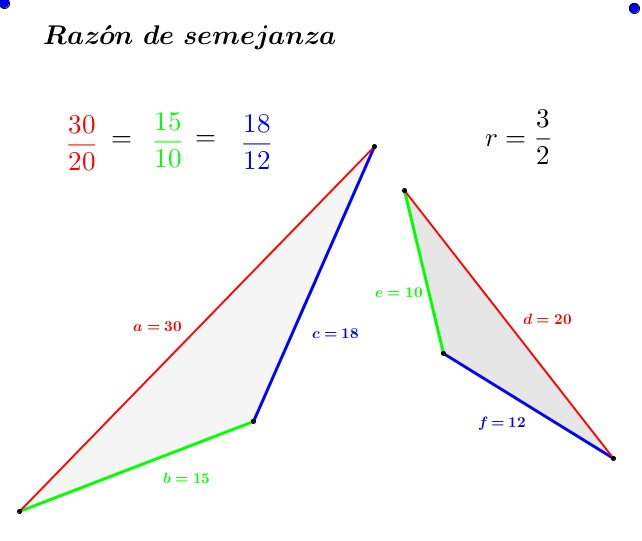 Razón de semejanza
30/20 = 15/10 = 18/12
r = 3/2
a = 30
c = 18
b = 15
e = 10
d = 20
f = 12